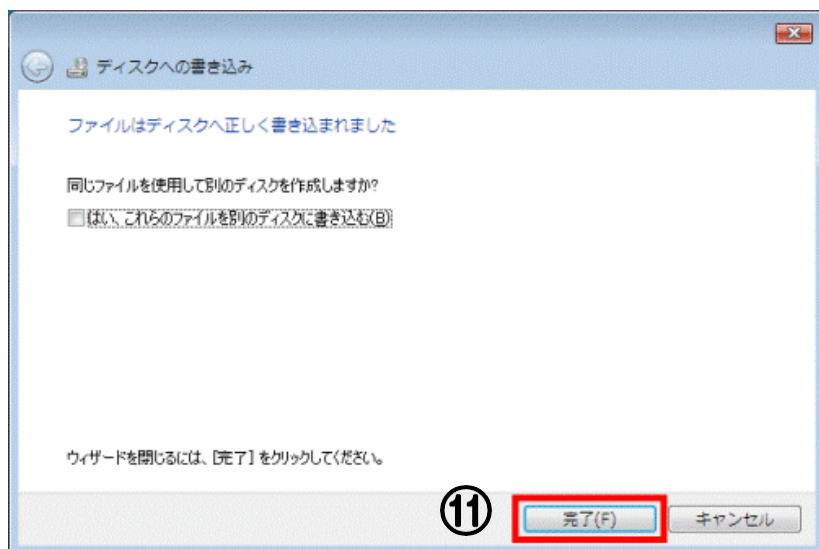 ディスクへの書き込み
ファイルはディスクへ正しく書き込まれました
同じファイルを使用して別のディスクを作成しますか?
はい、これらのファイルを別のディスクに書き込む(B)
ウィザードを閉じるには、[完了] をクリックしてください。
⑪ 完了(F) キャンセル